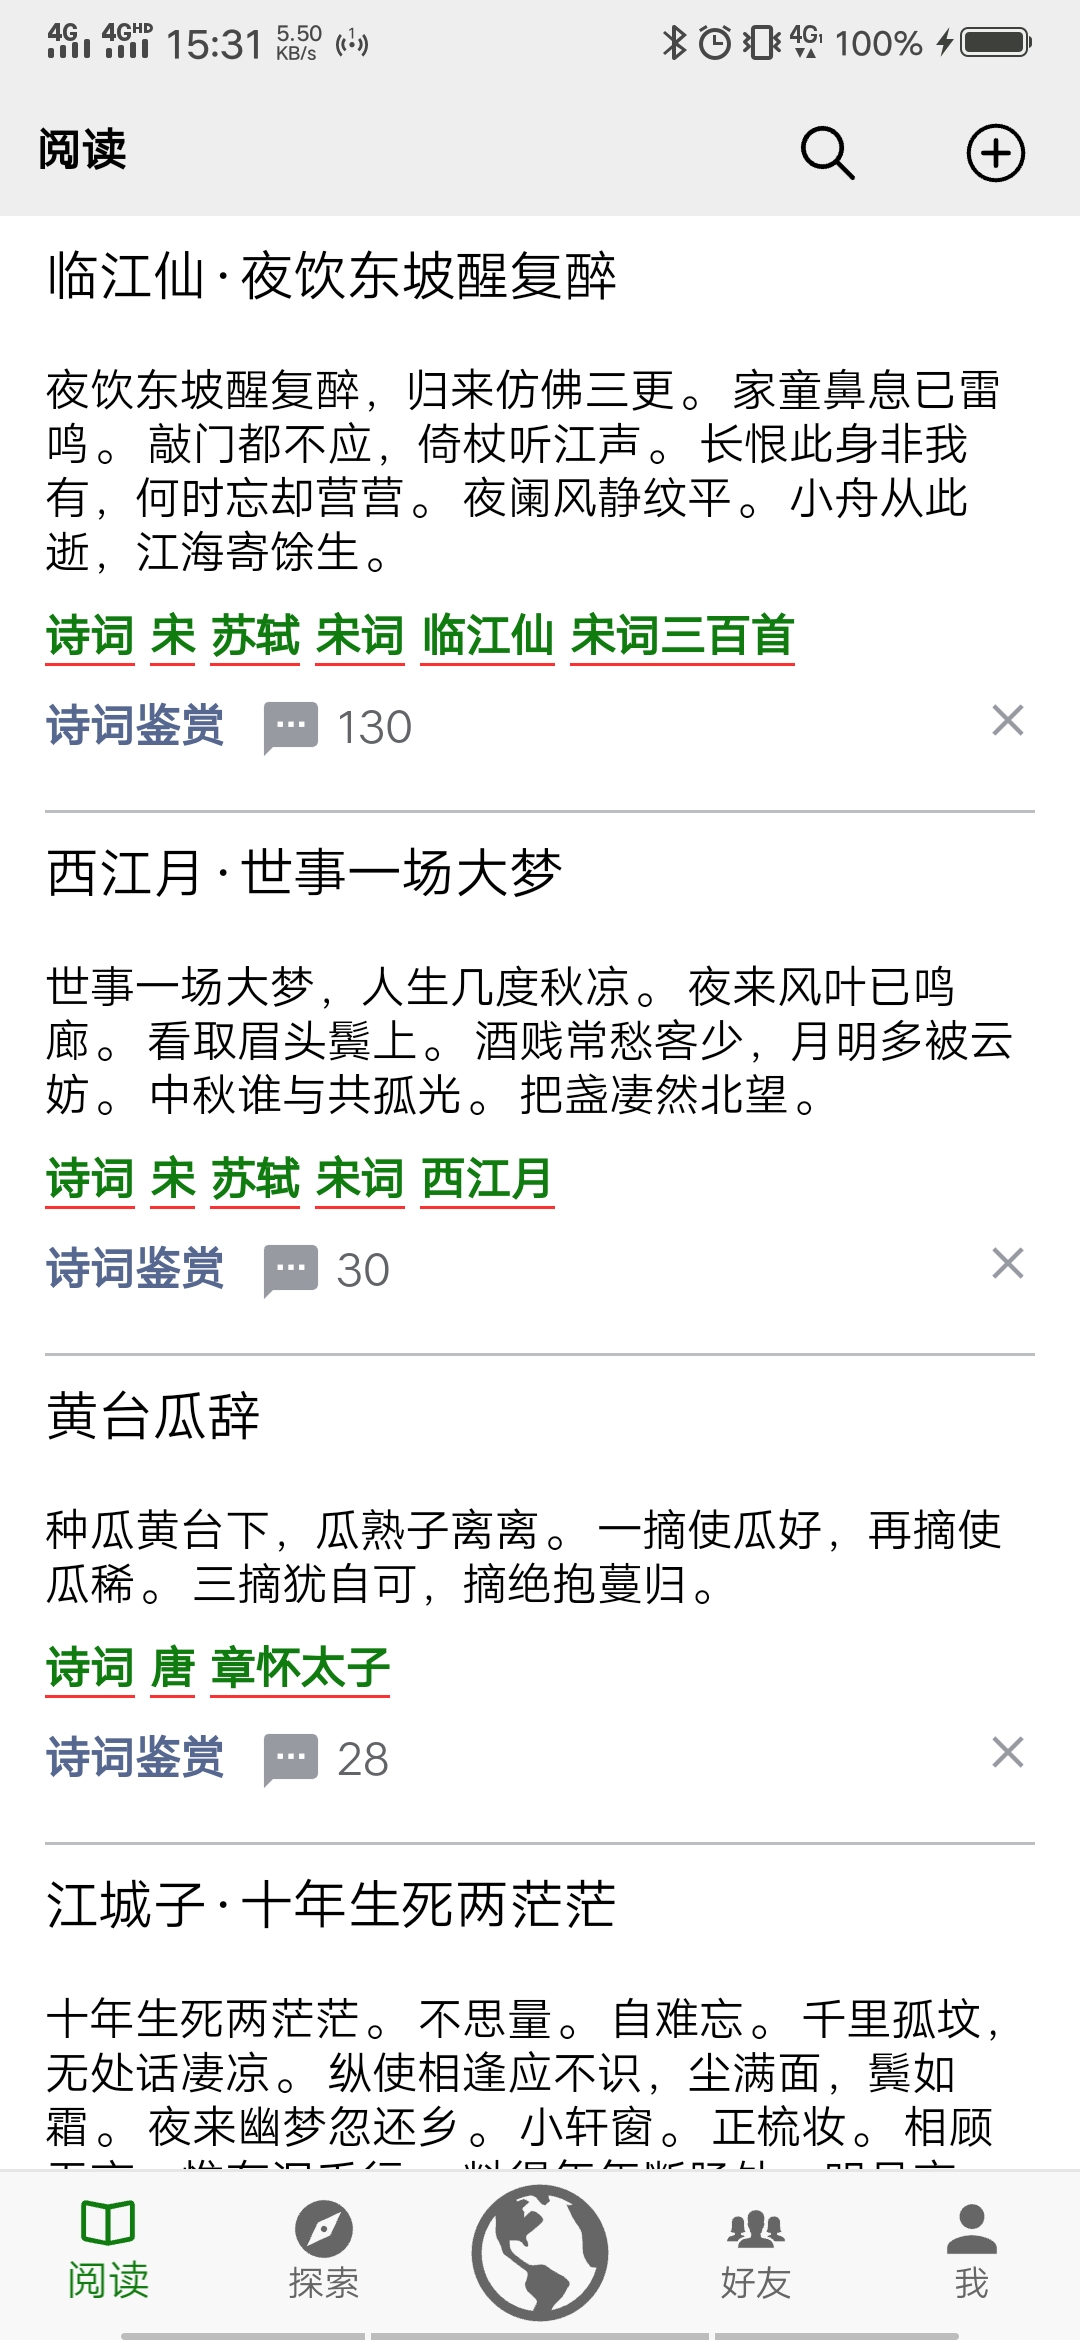 4G 4GHD 15:31 5.50 KB/s 1 4G1 100%
阅读
临江仙·夜饮东坡醒复醉
夜饮东坡醒复醉，归来仿佛三更。家童鼻息已雷
鸣。敲门都不应，倚杖听江声。长恨此身非我
有，何时忘却营营。夜阑风静纹平。小舟从此
逝，江海寄馀生。
诗词 宋 苏轼 宋词 临江仙 宋词三百首
诗词鉴赏 130
西江月·世事一场大梦
世事一场大梦，人生几度秋凉。夜来风叶已鸣
廊。看取眉头鬓上。酒贱常愁客少，月明多被云
妨。中秋谁与共孤光。把盏凄然北望。
诗词 宋 苏轼 宋词 西江月
诗词鉴赏 30
黄台瓜辞
种瓜黄台下，瓜熟子离离。一摘使瓜好，再摘使
瓜稀。三摘犹自可，摘绝抱蔓归。
诗词 唐 章怀太子
诗词鉴赏 28
江城子·十年生死两茫茫
十年生死两茫茫。不思量。自难忘。千里孤坟，
无处话凄凉。纵使相逢应不识，尘满面，鬓如
霜。夜来幽梦忽还乡。小轩窗。正梳妆。相顾
阅读 探索 好友 我